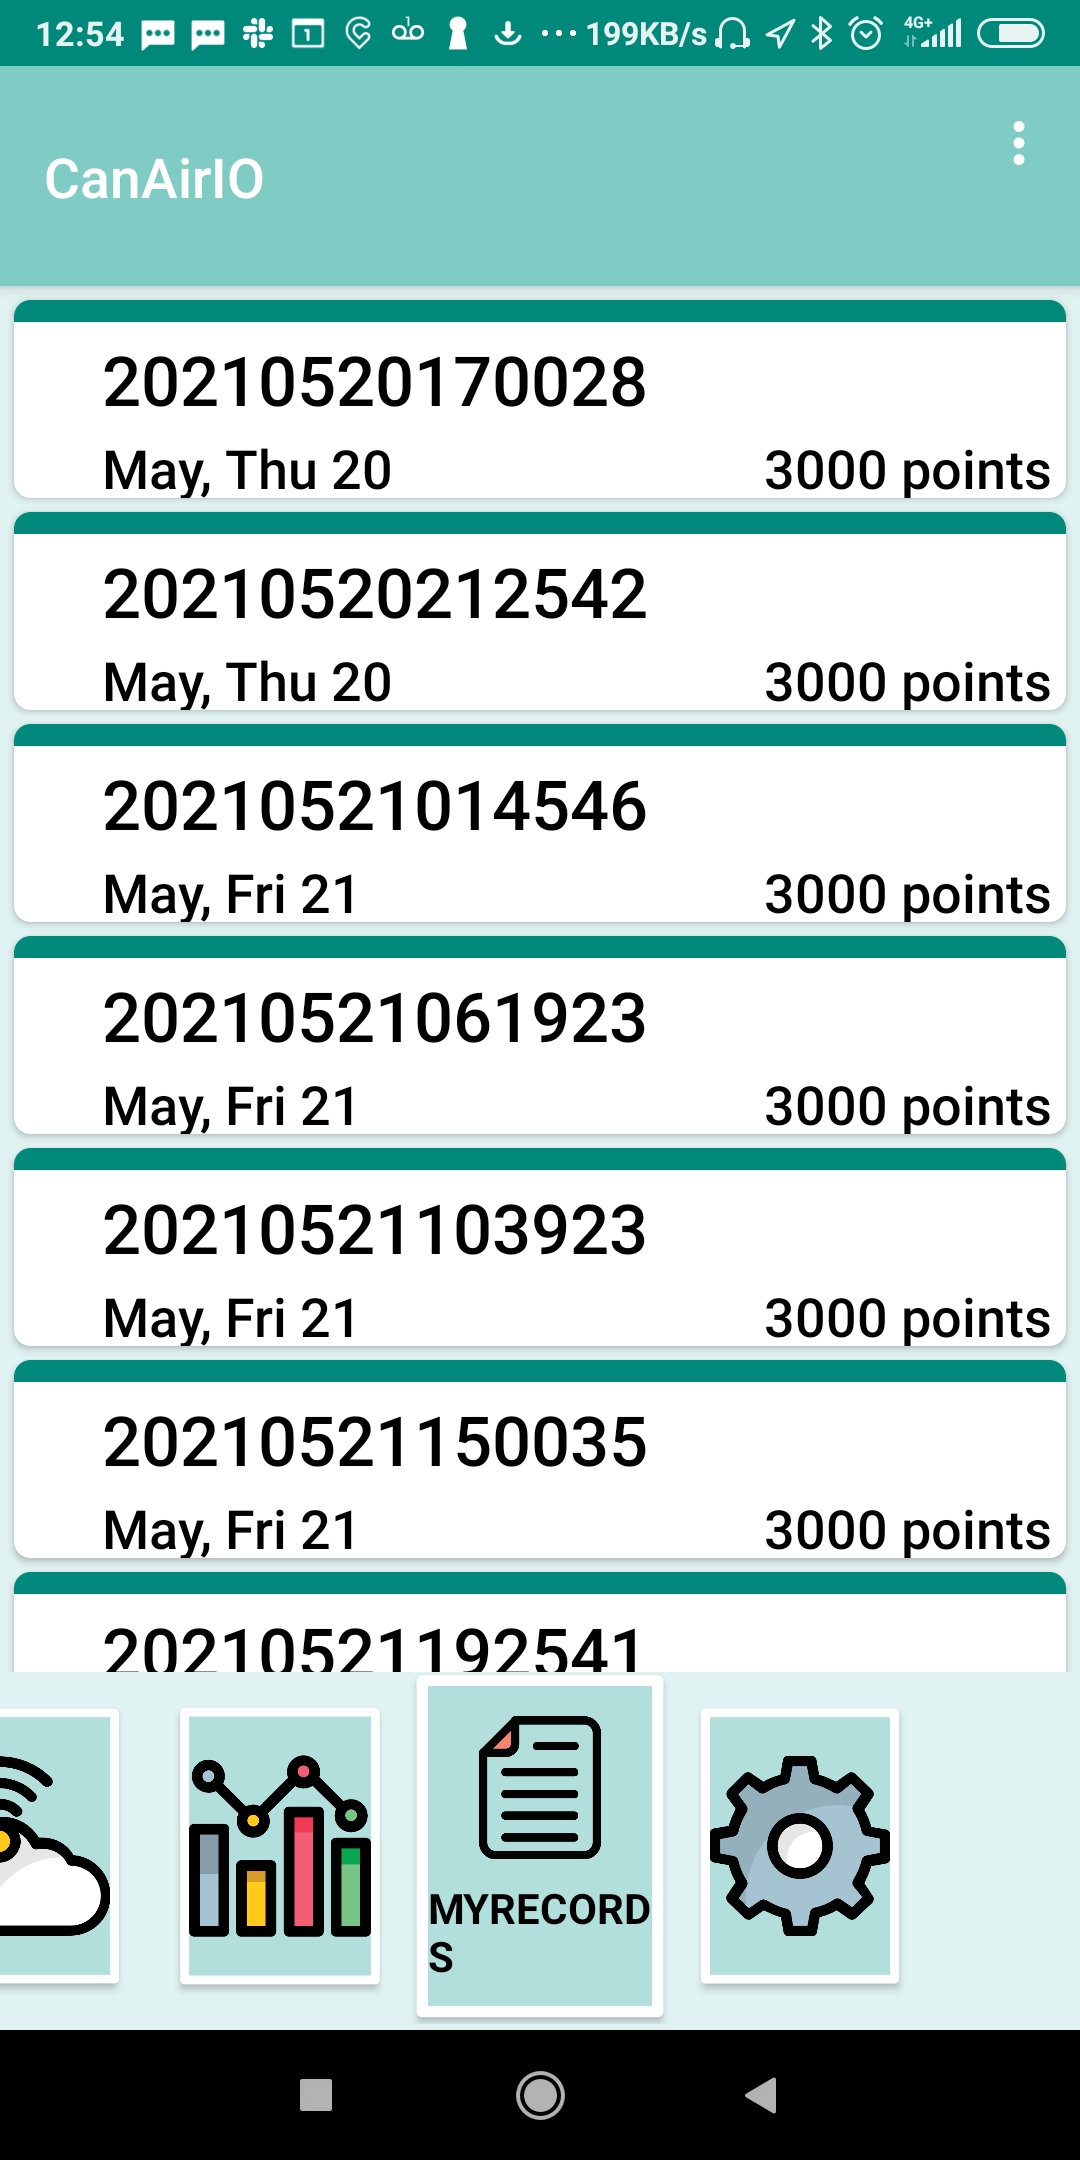 12:54 1 199KB/s 4G+
CanAirIO
20210520170028
May, Thu 20 3000 points
20210520212542
May, Thu 20 3000 points
20210521014546
May, Fri 21 3000 points
20210521061923
May, Fri 21 3000 points
20210521103923
May, Fri 21 3000 points
20210521150035
May, Fri 21 3000 points
20210521192541
MYRECORD
S